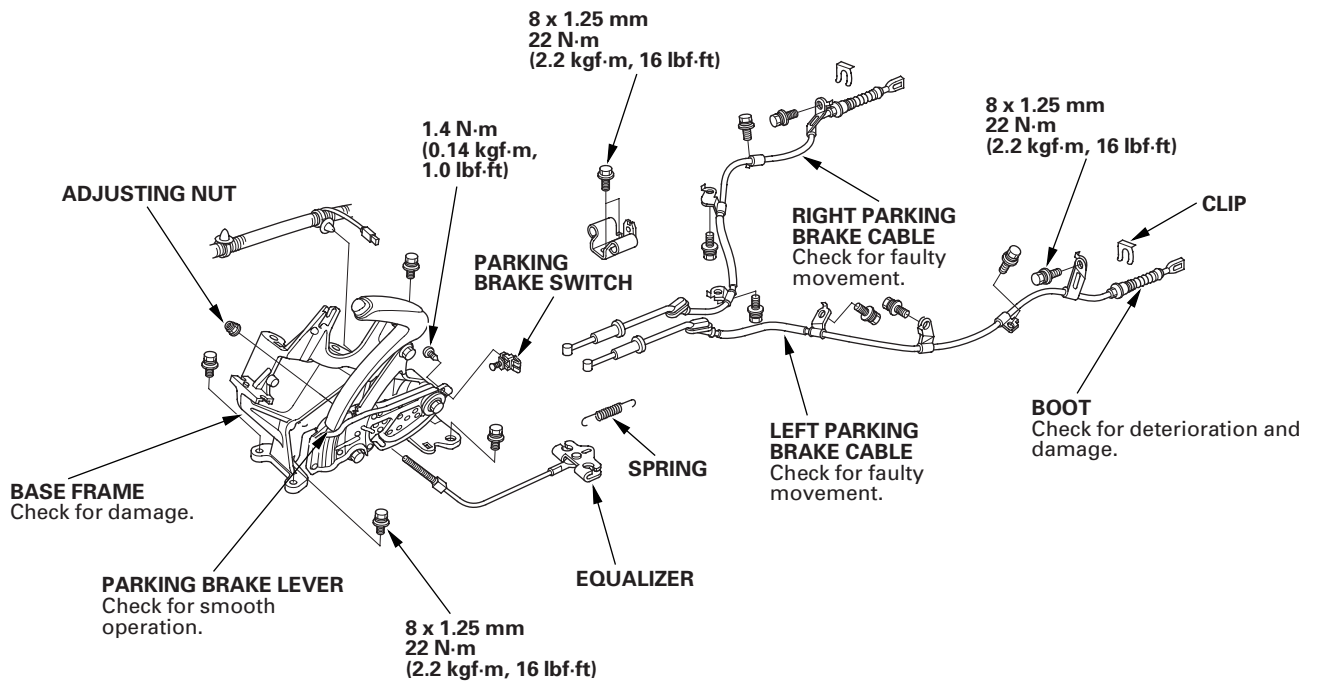 8 x 1.25 mm
22 N·m
(2.2 kgf·m, 16 lbf·ft)
8 x 1.25 mm
22 N·m
(2.2 kgf·m, 16 lbf·ft)
1.4 N·m
(0.14 kgf·m,
1.0 lbf·ft)
ADJUSTING NUT
CLIP
RIGHT PARKING
BRAKE CABLE
Check for faulty
movement.
PARKING
BRAKE SWITCH
BOOT
Check for deterioration and
damage.
LEFT PARKING
BRAKE CABLE
Check for faulty
movement.
SPRING
BASE FRAME
Check for damage.
EQUALIZER
PARKING BRAKE LEVER
Check for smooth
operation.
8 x 1.25 mm
22 N·m
(2.2 kgf·m, 16 lbf·ft)